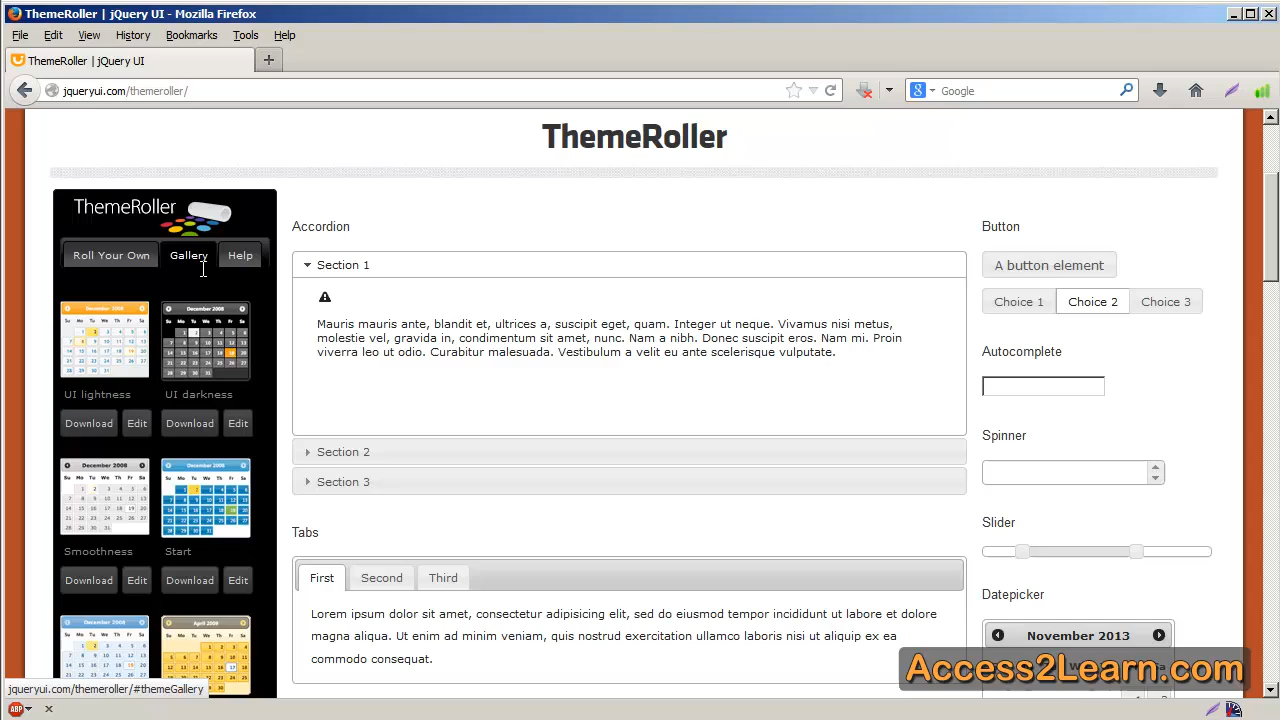 ThemeRoller | jQuery UI - Mozilla Firefox
File Edit View History Bookmarks Tools Help
ThemeRoller | jQuery UI
jqueryui.com/themeroller/
Google
ThemeRoller
ThemeRoller
Roll Your Own Gallery Help
UI lightness UI darkness
Download Edit Download Edit
December 2008 December 2008
Smoothness Start
Download Edit Download Edit
April 2009
Accordion
Section 1
Mauris mauris ante, blandit et, ultrices a, suscipit eget, quam. Integer ut neque. Vivamus nisi metus,
molestie vel, gravida in, condimentum sit amet, nunc. Nam a nibh. Donec suscipit eros. Nam mi. Proin
viverra leo ut odio. Curabitur malesuada. Vestibulum a velit eu ante scelerisque vulputate.
Section 2
Section 3
Tabs
First Second Third
Lorem ipsum dolor sit amet, consectetur adipisicing elit, sed do eiusmod tempor incididunt ut labore et dolore
magna aliqua. Ut enim ad minim veniam, quis nostrud exercitation ullamco laboris nisi ut aliquip ex ea
commodo consequat.
Button
A button element
Choice 1 Choice 2 Choice 3
Autocomplete
Spinner
Slider
Datepicker
November 2013
Access2Learn.com
jqueryui.com/themeroller/#themeGallery
ABP